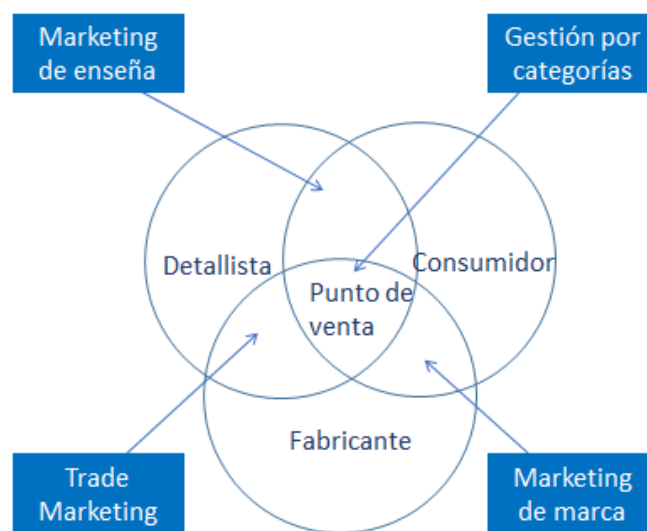 Marketing
de enseña
Gestión por
categorías
Detallista
Consumidor
Punto de
venta
Fabricante
Trade
Marketing
Marketing
de marca